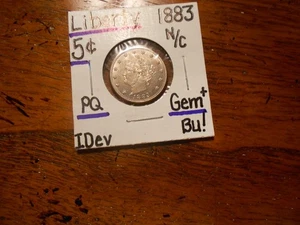 Liberty 1883
5¢ N/C
PQ Gem+
I.Dev Bu!